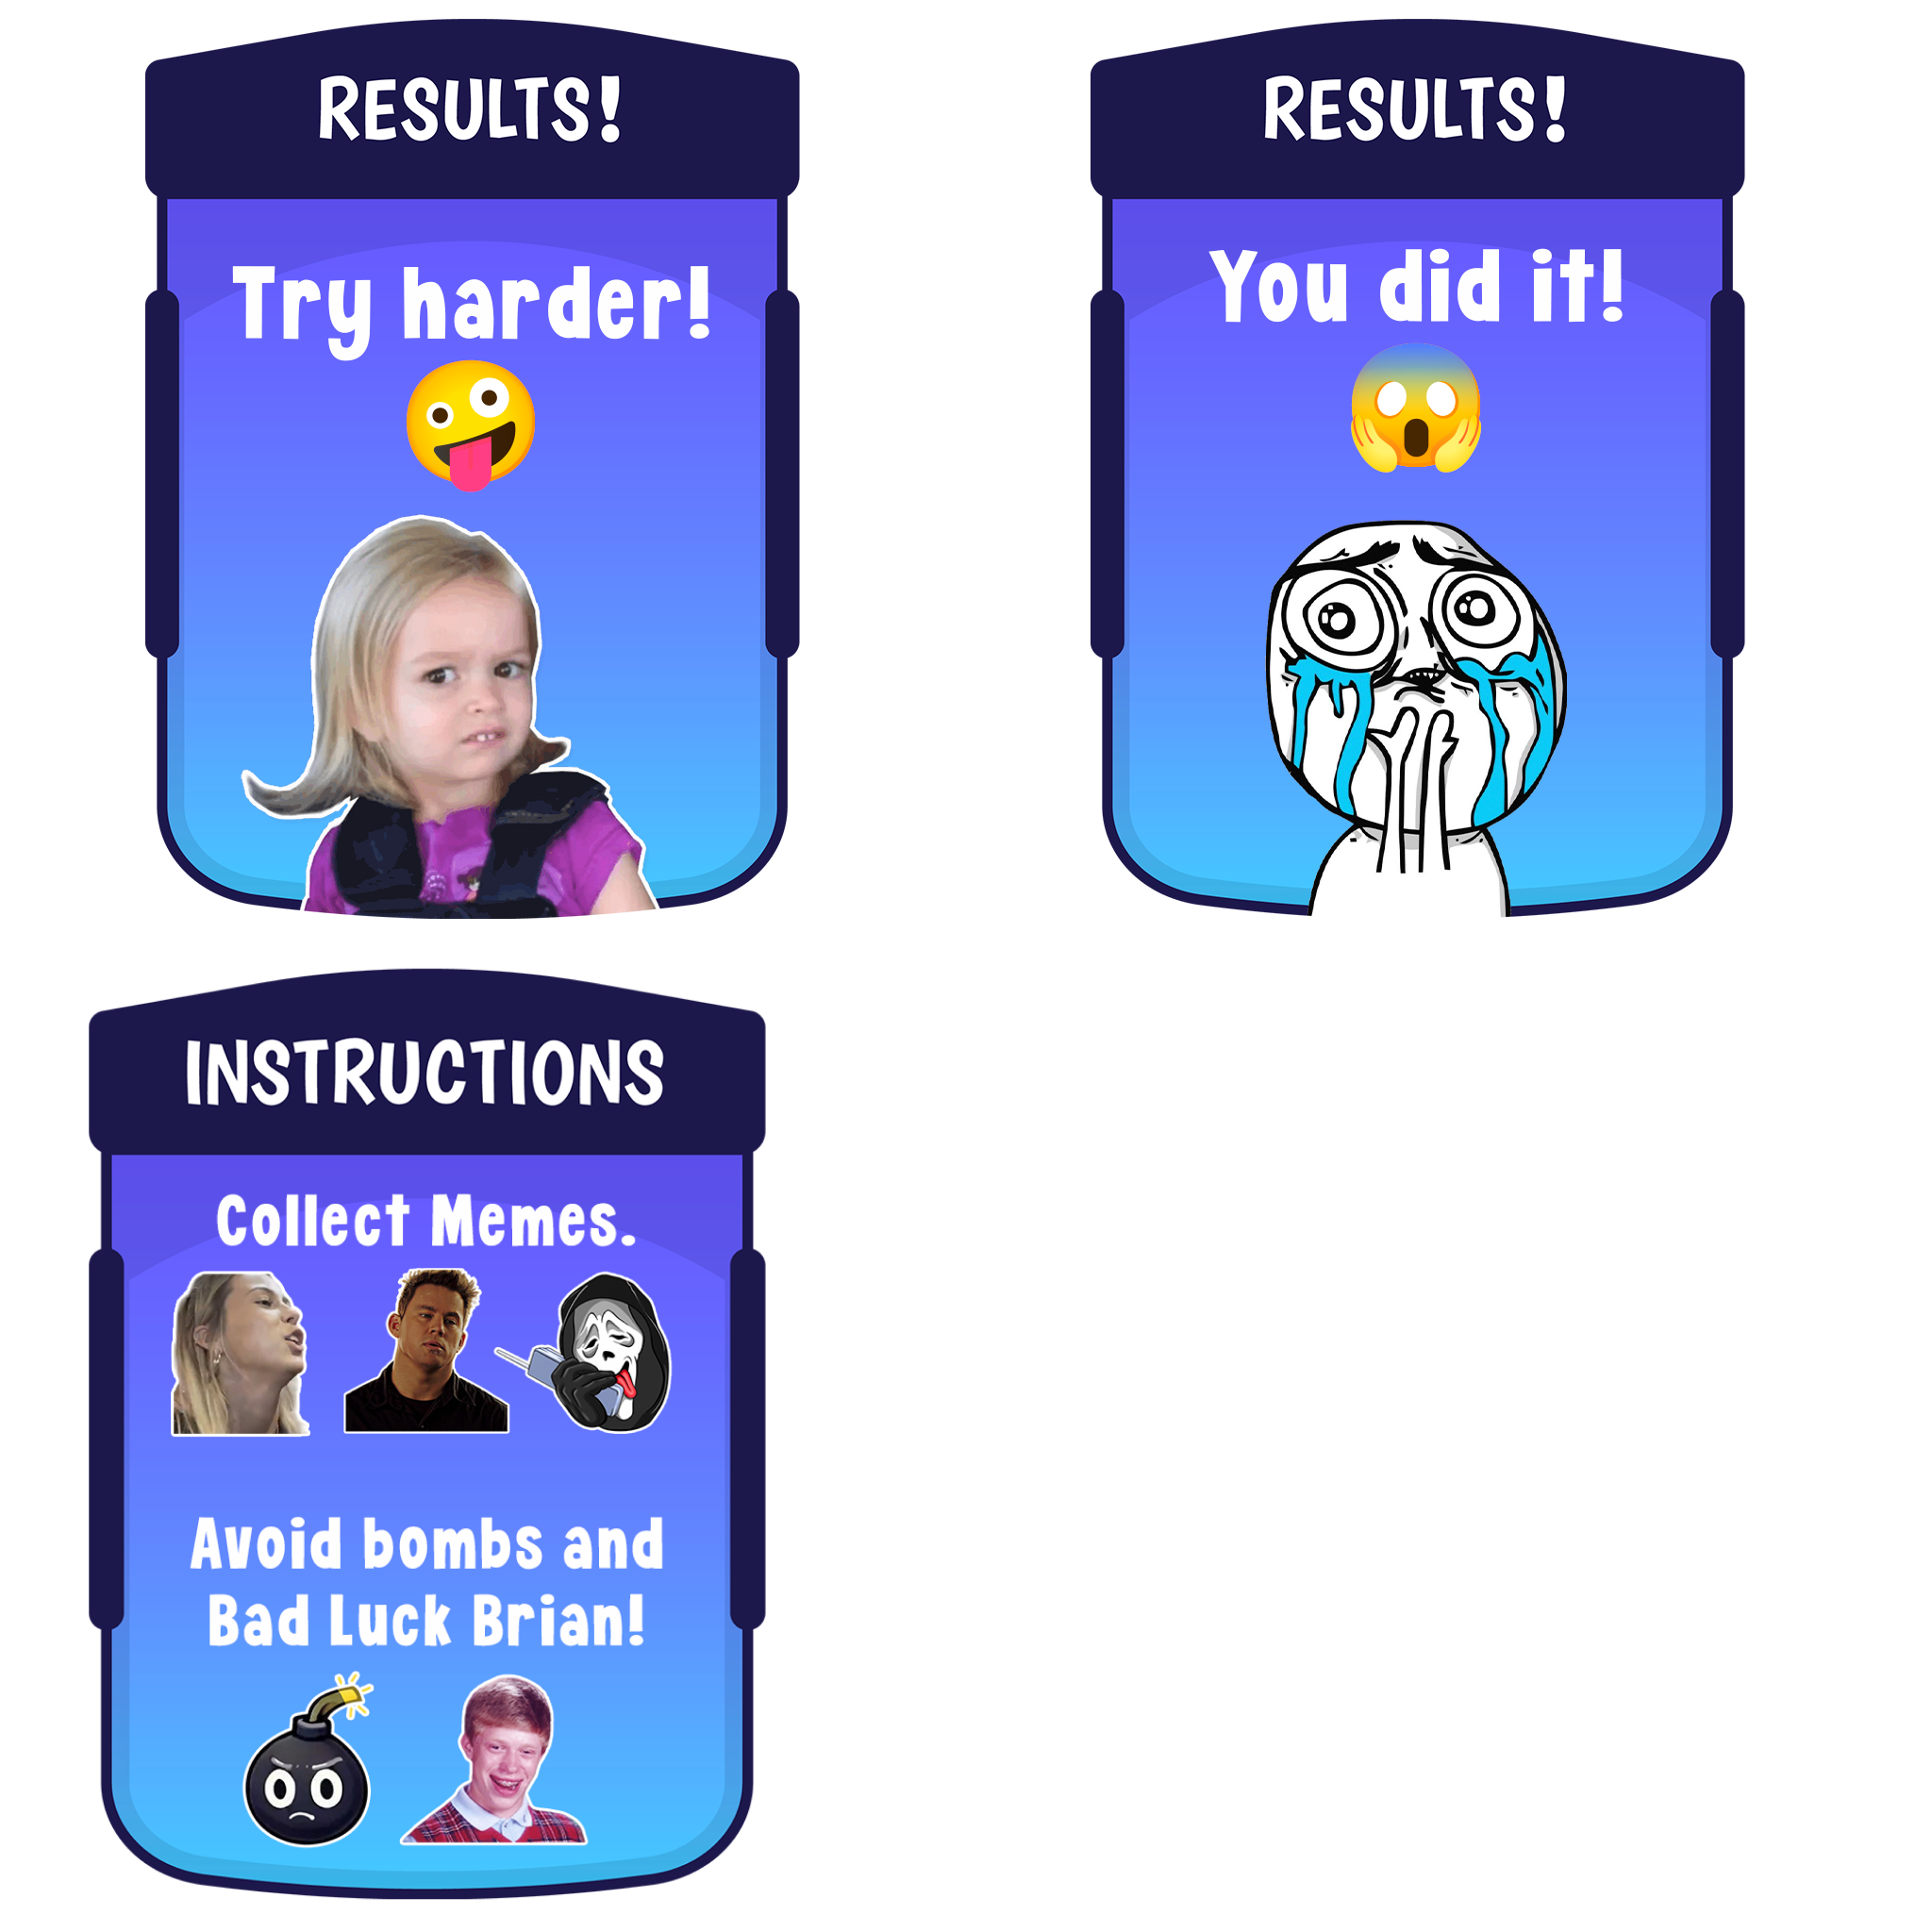 RESULTS!
Try harder!
RESULTS!
You did it!
INSTRUCTIONS
Collect Memes.
Avoid bombs and
Bad Luck Brian!